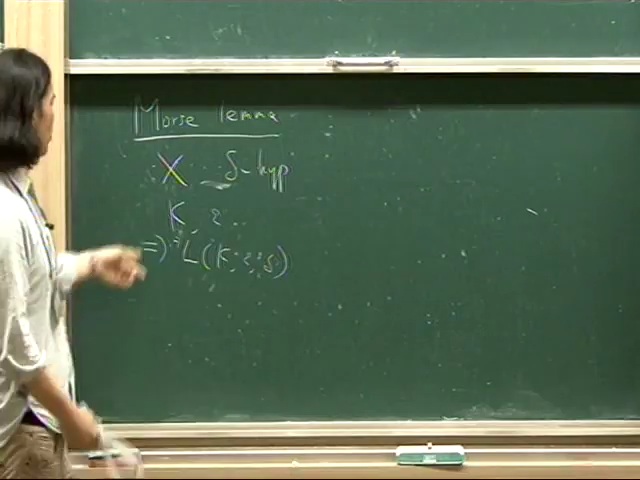 Morse lemma
X δ-hyp
K, ε..
⇒ ∃L(K, ε, δ)